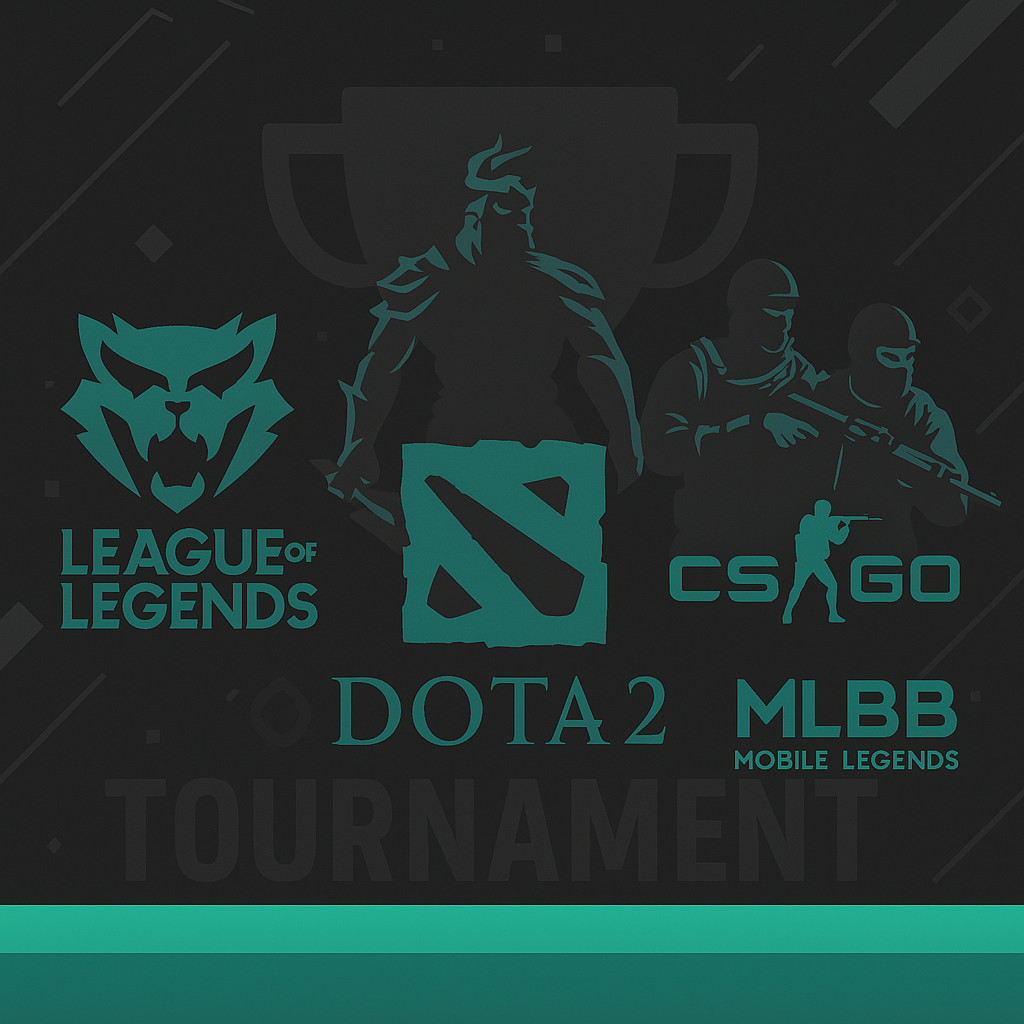 LEAGUE OF
LEGENDS
DOTA 2
CS GO
MLBB
MOBILE LEGENDS
TOURNAMENT